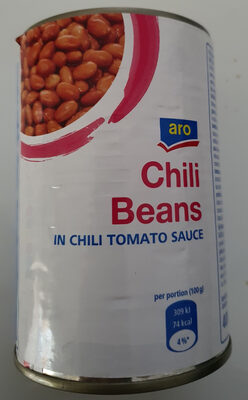 aro
Chili
Beans
IN CHILI TOMATO SAUCE
per portion (100g)
309 kJ
74 kcal
4%*